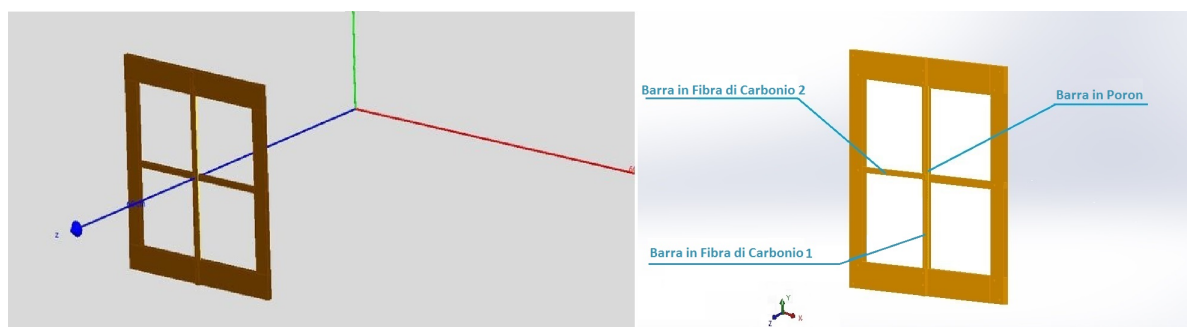 z
Barra in Fibra di Carbonio 2
Barra in Poron
Barra in Fibra di Carbonio 1
Y
Z
X